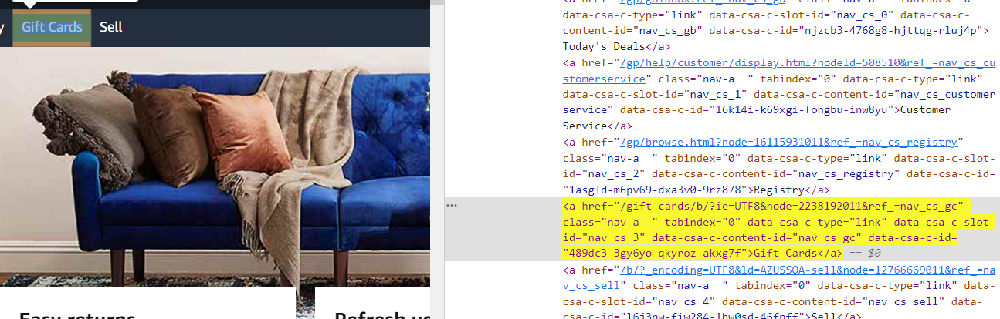 y Gift Cards Sell
Easy returns
Refresh yo
<a href="/gp/goldbox?ref_=nav_cs_gb" class="nav-a  " tabindex="0"
data-csa-c-type="link" data-csa-c-slot-id="nav_cs_0" data-csa-c-
content-id="nav_cs_gb" data-csa-c-id="njzcb3-4768g8-hjttqg-rluj4p">
Today's Deals</a>
<a href="/gp/help/customer/display.html?nodeId=508510&ref_=nav_cs_cu
stomerservice" class="nav-a  " tabindex="0" data-csa-c-type="link"
data-csa-c-slot-id="nav_cs_1" data-csa-c-content-id="nav_cs_customer
service" data-csa-c-id="16k14i-k69xgi-fohgbu-inw8yu">Customer
Service</a>
<a href="/gp/browse.html?node=16115931011&ref_=nav_cs_registry"
class="nav-a  " tabindex="0" data-csa-c-type="link" data-csa-c-slot-
id="nav_cs_2" data-csa-c-content-id="nav_cs_registry" data-csa-c-id=
"1asgld-m6pv69-dxa3v0-9rz878">Registry</a>
<a href="/gift-cards/b/?ie=UTF8&node=2238192011&ref_=nav_cs_gc"
class="nav-a  " tabindex="0" data-csa-c-type="link" data-csa-c-slot-
id="nav_cs_3" data-csa-c-content-id="nav_cs_gc" data-csa-c-id=
"489dc3-3gy6yo-qkyroz-akxg7f">Gift Cards</a> == $0
<a href="/b/?_encoding=UTF8&ld=AZUSSOA-sell&node=12766669011&ref_=na
v_cs_sell" class="nav-a  " tabindex="0" data-csa-c-type="link" data-
csa-c-slot-id="nav_cs_4" data-csa-c-content-id="nav_cs_sell" data-